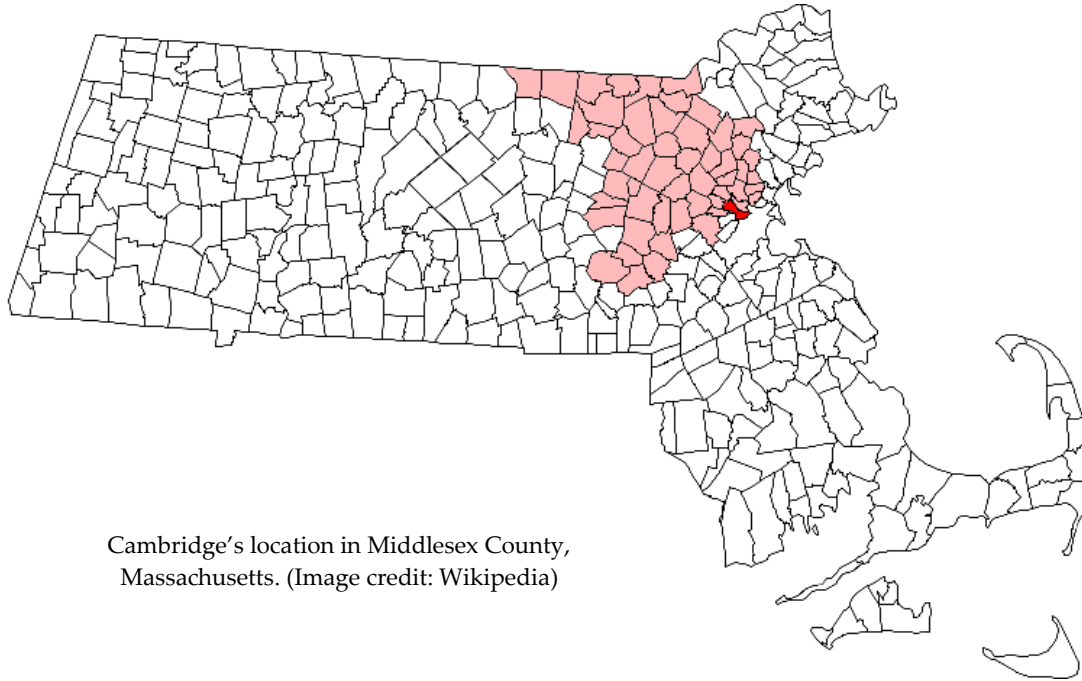 Cambridge’s location in Middlesex County,
Massachusetts. (Image credit: Wikipedia)